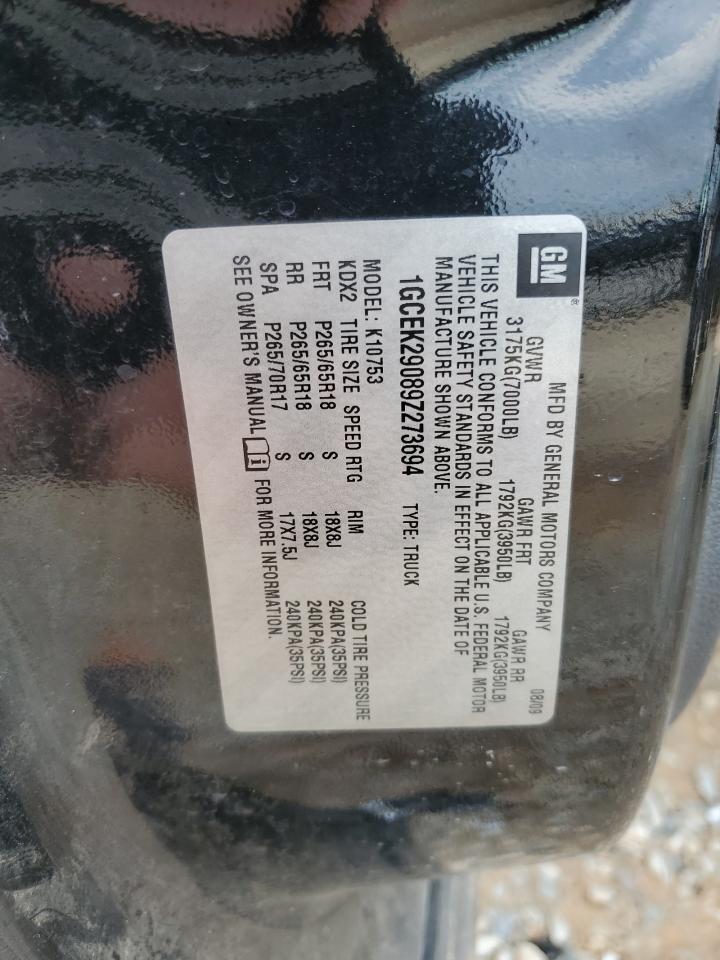 GM ®
MFD BY GENERAL MOTORS COMPANY 08/09
GVWR GAWR FRT GAWR RR
3175KG(7000LB) 1792KG(3950LB) 1792KG(3950LB)
THIS VEHICLE CONFORMS TO ALL APPLICABLE U.S. FEDERAL MOTOR
VEHICLE SAFETY STANDARDS IN EFFECT ON THE DATE OF
MANUFACTURE SHOWN ABOVE.
1GCEK29089Z273694 TYPE: TRUCK
MODEL: K10753
KDX2 TIRE SIZE SPEED RTG RIM COLD TIRE PRESSURE
FRT P265/65R18 S 18X8J 240KPA(35PSI)
RR P265/65R18 S 18X8J 240KPA(35PSI)
SPA P265/70R17 S 17X7.5J 240KPA(35PSI)
SEE OWNER'S MANUAL i FOR MORE INFORMATION.